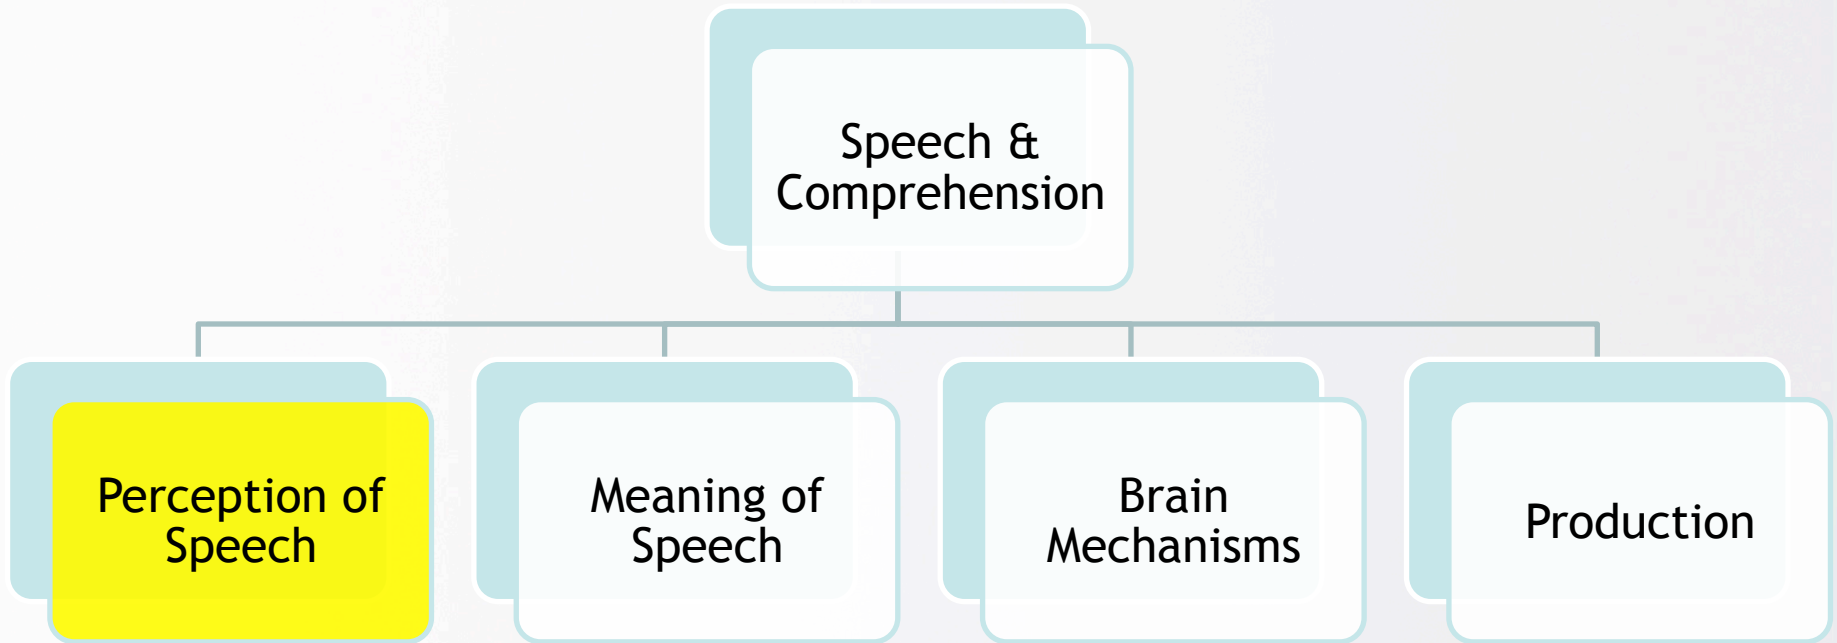 Speech &
Comprehension
Perception of
Speech
Meaning of
Speech
Brain
Mechanisms
Production